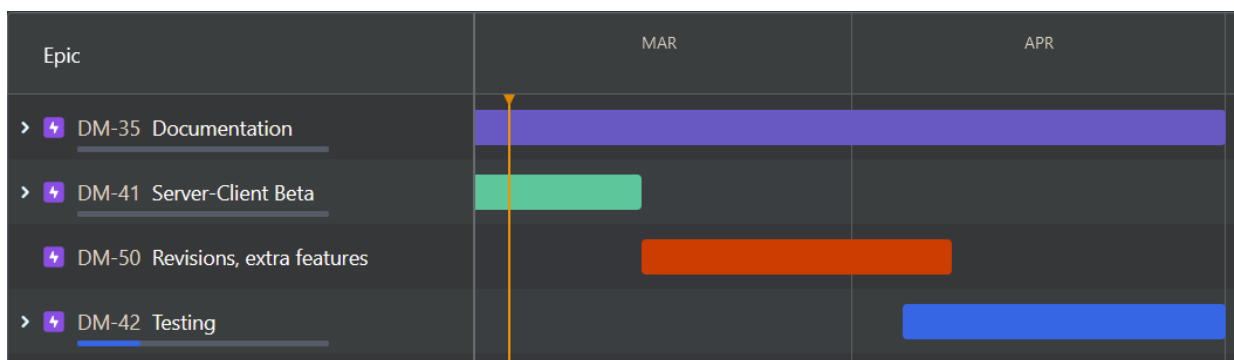 Epic
MAR
APR
DM-35 Documentation
DM-41 Server-Client Beta
DM-50 Revisions, extra features
DM-42 Testing